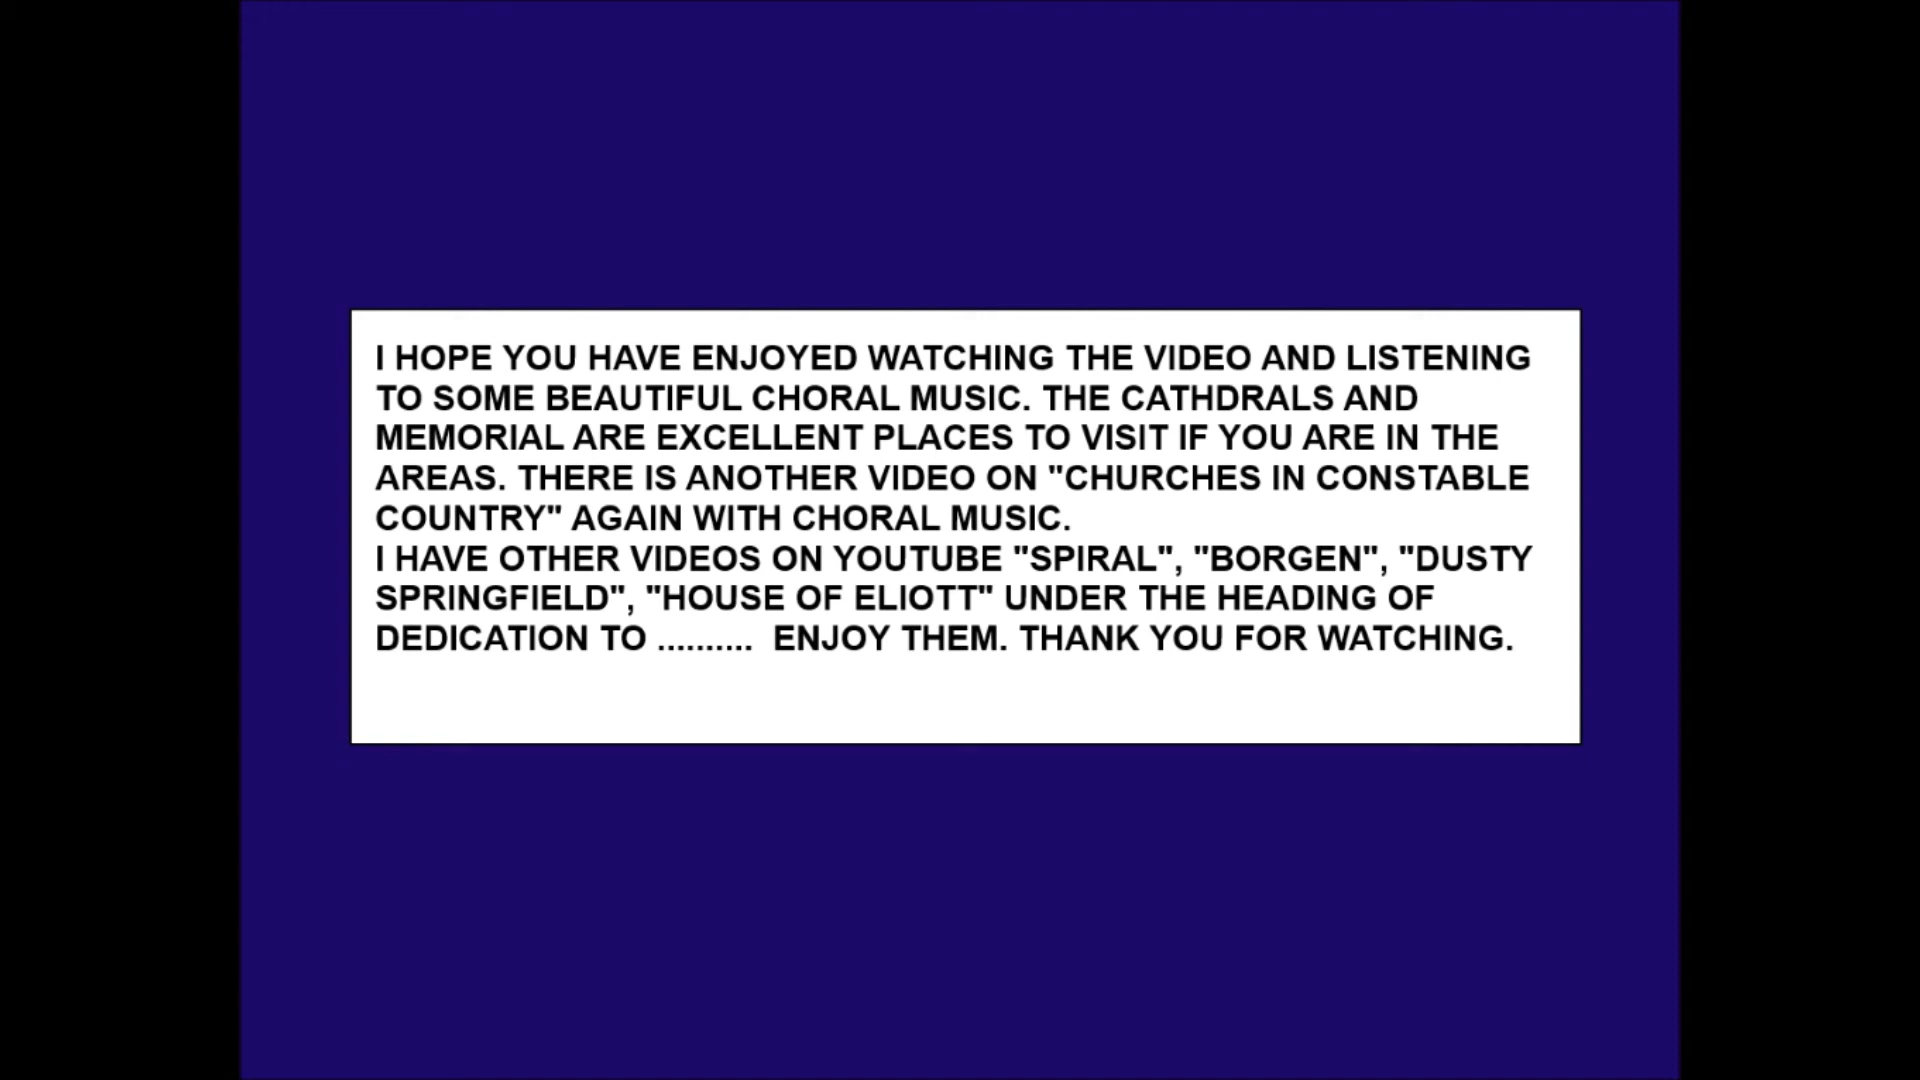 I HOPE YOU HAVE ENJOYED WATCHING THE VIDEO AND LISTENING
TO SOME BEAUTIFUL CHORAL MUSIC. THE CATHDRALS AND
MEMORIAL ARE EXCELLENT PLACES TO VISIT IF YOU ARE IN THE
AREAS. THERE IS ANOTHER VIDEO ON "CHURCHES IN CONSTABLE
COUNTRY" AGAIN WITH CHORAL MUSIC.
I HAVE OTHER VIDEOS ON YOUTUBE "SPIRAL", "BORGEN", "DUSTY
SPRINGFIELD", "HOUSE OF ELIOTT" UNDER THE HEADING OF
DEDICATION TO ..........  ENJOY THEM. THANK YOU FOR WATCHING.